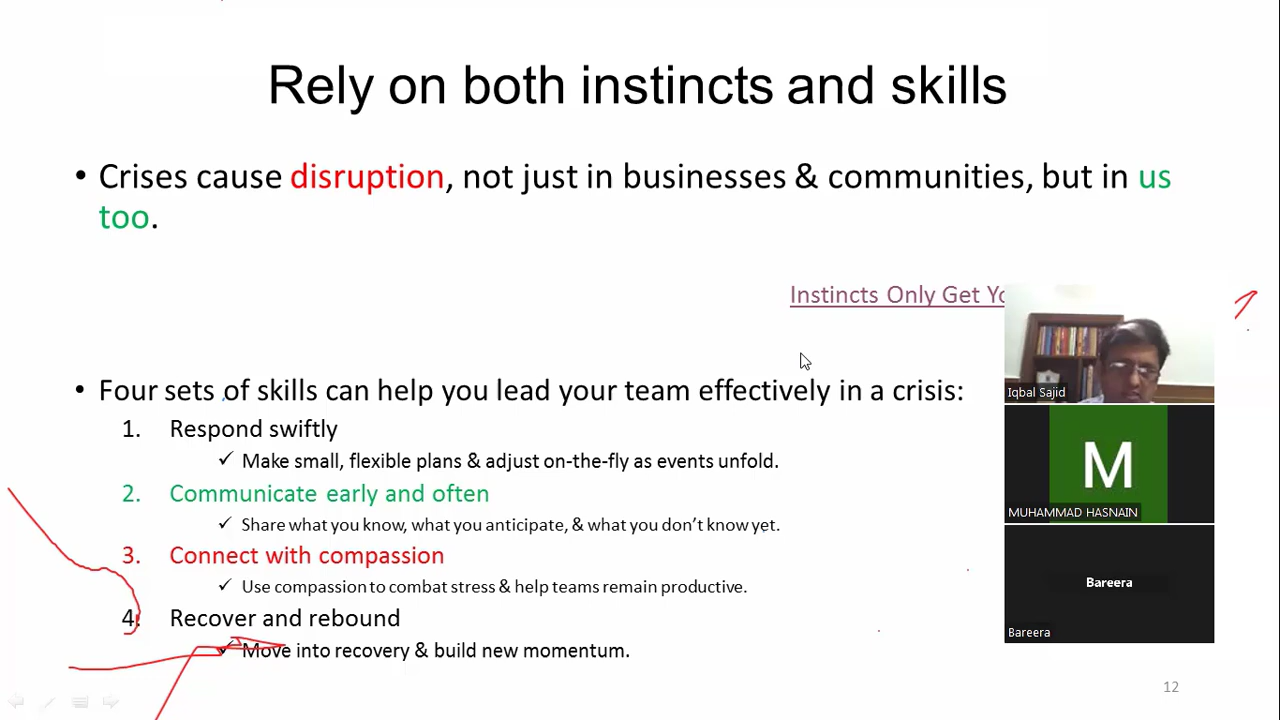 Rely on both instincts and skills
• Crises cause disruption, not just in businesses & communities, but in us
too.
Instincts Only Get
• Four sets of skills can help you lead your team effectively in a crisis:
1. Respond swiftly
✓ Make small, flexible plans & adjust on-the-fly as events unfold.
2. Communicate early and often
✓ Share what you know, what you anticipate, & what you don't know yet.
3. Connect with compassion
✓ Use compassion to combat stress & help teams remain productive.
4. Recover and rebound
✓ Move into recovery & build new momentum.
Iqbal Sajid
M
MUHAMMAD HASNAIN
Bareera
Bareera
12